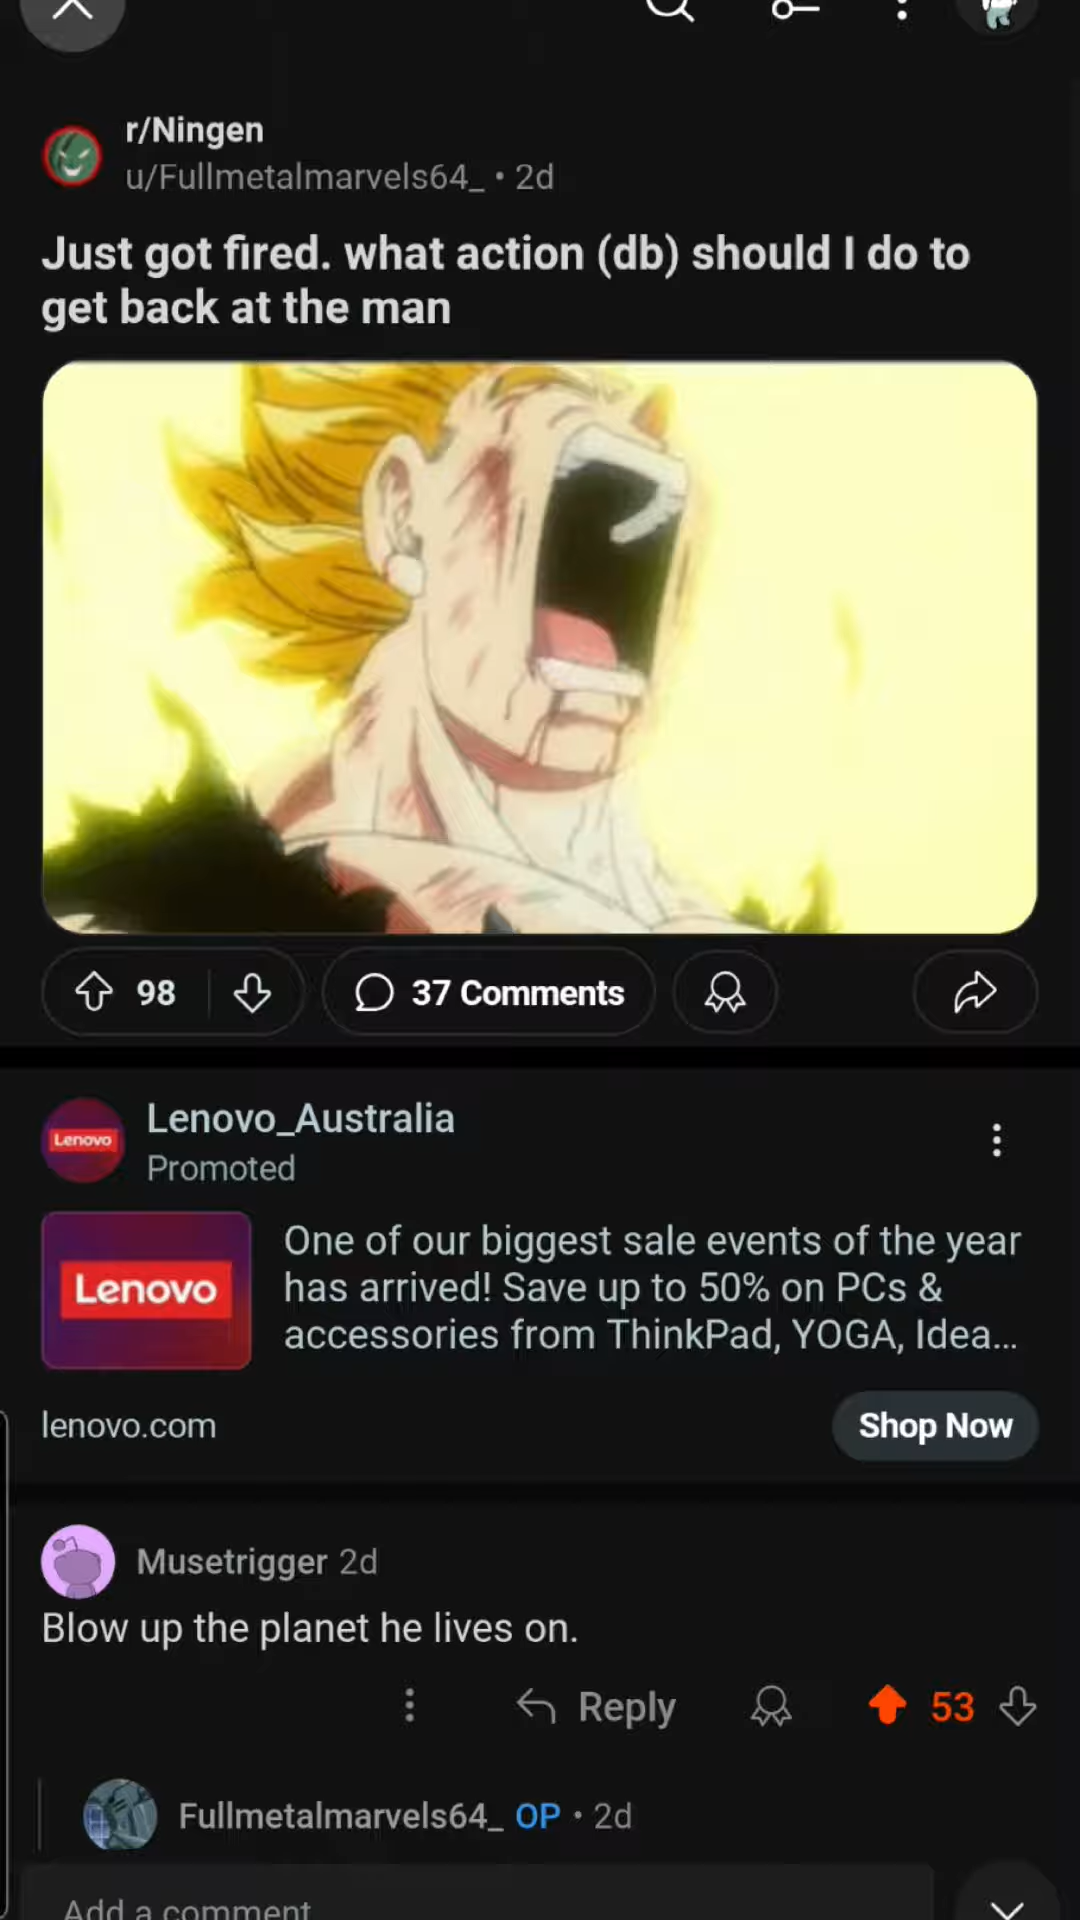 r/Ningen
u/Fullmetalmarvels64_ • 2d
Just got fired. what action (db) should I do to
get back at the man
98
37 Comments
Lenovo
Lenovo_Australia
Promoted
Lenovo
One of our biggest sale events of the year
has arrived! Save up to 50% on PCs &
accessories from ThinkPad, YOGA, Idea...
lenovo.com
Shop Now
Musetrigger 2d
Blow up the planet he lives on.
Reply
53
Fullmetalmarvels64_ OP • 2d
Add a comment